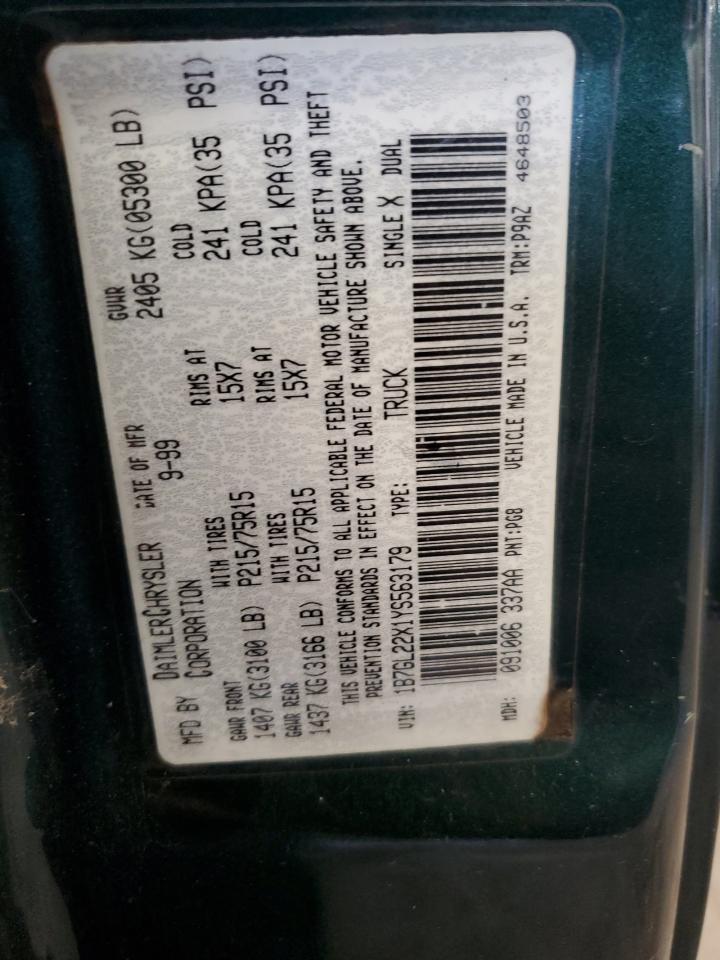 MFD BY DAIMLERCHRYSLER CORPORATION DATE OF MFR 9-99 GVWR 2405 KG(05300 LB)
GAWR FRONT WITH TIRES RIMS AT COLD
1407 KG(3100 LB) P215/75R15 15X7 241 KPA(35 PSI)
GAWR REAR WITH TIRES RIMS AT COLD
1437 KG(3166 LB) P215/75R15 15X7 241 KPA(35 PSI)
THIS VEHICLE CONFORMS TO ALL APPLICABLE FEDERAL MOTOR VEHICLE SAFETY AND THEFT
PREVENTION STANDARDS IN EFFECT ON THE DATE OF MANUFACTURE SHOWN ABOVE.
VIN: 1B7GL22X1YS563179 TYPE: TRUCK SINGLE X DUAL
MDH: 091006 337AA PNT:PG8 VEHICLE MADE IN U.S.A. TRM:P9AZ 4648503